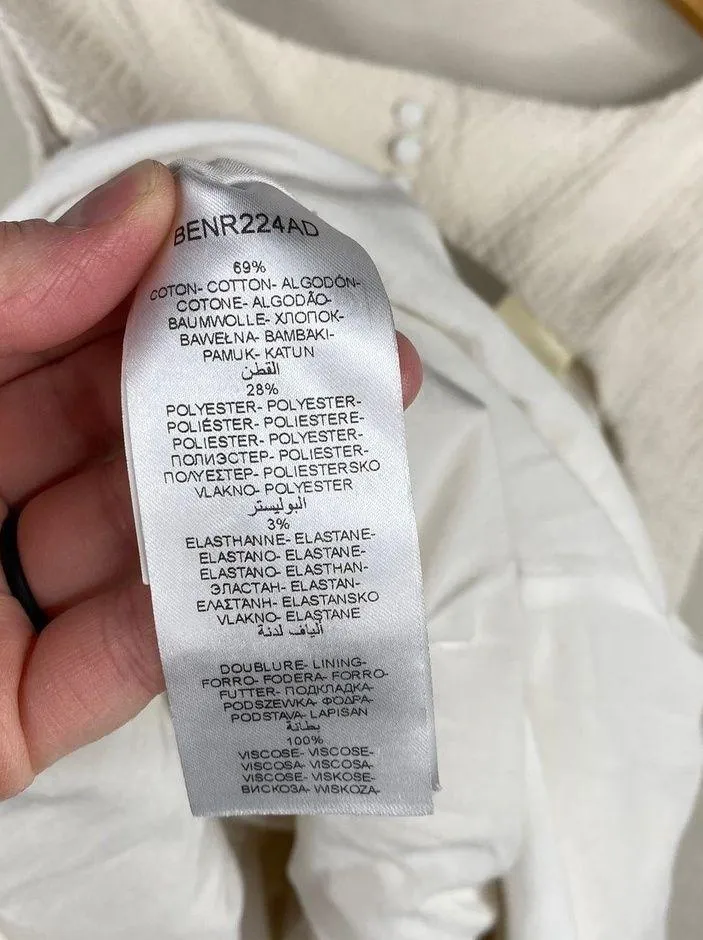 BENR224AD
69%
COTON- COTTON- ALGODÓN-
COTONE- ALGODÃO-
BAUMWOLLE- ХЛОПОК-
BAWEŁNA- BAMBAKI-
PAMUK- KATUN
القطن
28%
POLYESTER- POLYESTER-
POLIÉSTER- POLIESTERE-
POLIESTER- POLYESTER-
ПОЛИЭСТЕР- POLIESTER-
ΠΟΛΥΕΣΤΕΡ- POLIESTERSKO
VLAKNO- POLYESTER
البوليستر
3%
ELASTHANNE- ELASTANE-
ELASTANO- ELASTANE-
ELASTANO- ELASTHAN-
ЭЛАСТАН- ELASTAN-
ΕΛΑΣΤΑΝΗ- ELASTANSKO
VLAKNO- ELASTANE
ألياف لدنة
DOUBLURE- LINING-
FORRO- FODERA- FORRO-
FUTTER- ПОДКЛАДКА-
PODSZEWKA- ΦΟΔΡΑ-
PODSTAVA- LAPISAN
بطانة
100%
VISCOSE- VISCOSE-
VISCOSA- VISCOSA-
VISCOSE- VISKOSE-
ВИСКОЗА- WISKOZA-